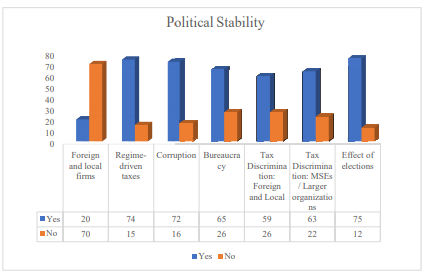 Political Stability
80
70
60
50
40
30
20
10
0
Foreign and local firms
Regime-driven taxes
Corruption
Bureaucra
cy
Tax
Discrimina
tion:
Foreign
and Local
Tax
Discrimina
tion: MSEs
/ Larger
organizatio
ns
Effect of
elections
Yes 20 74 72 65 59 63 75
No 70 15 16 26 26 22 12
Yes No